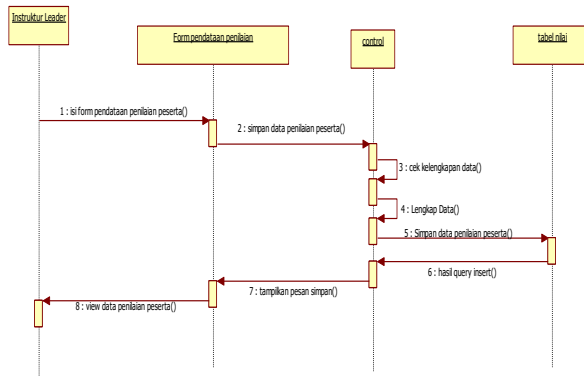 Instruktur Leader
Form pendataan penilaian
control
tabel nilai
1 : isi form pendataan penilaian peserta()
2 : simpan data penilaian peserta()
3 : cek kelengkapan data()
4 : Lengkap Data()
5 : Simpan data penilaian peserta()
6 : hasil query insert()
7 : tampilkan pesan simpan()
8 : view data penilaian peserta()